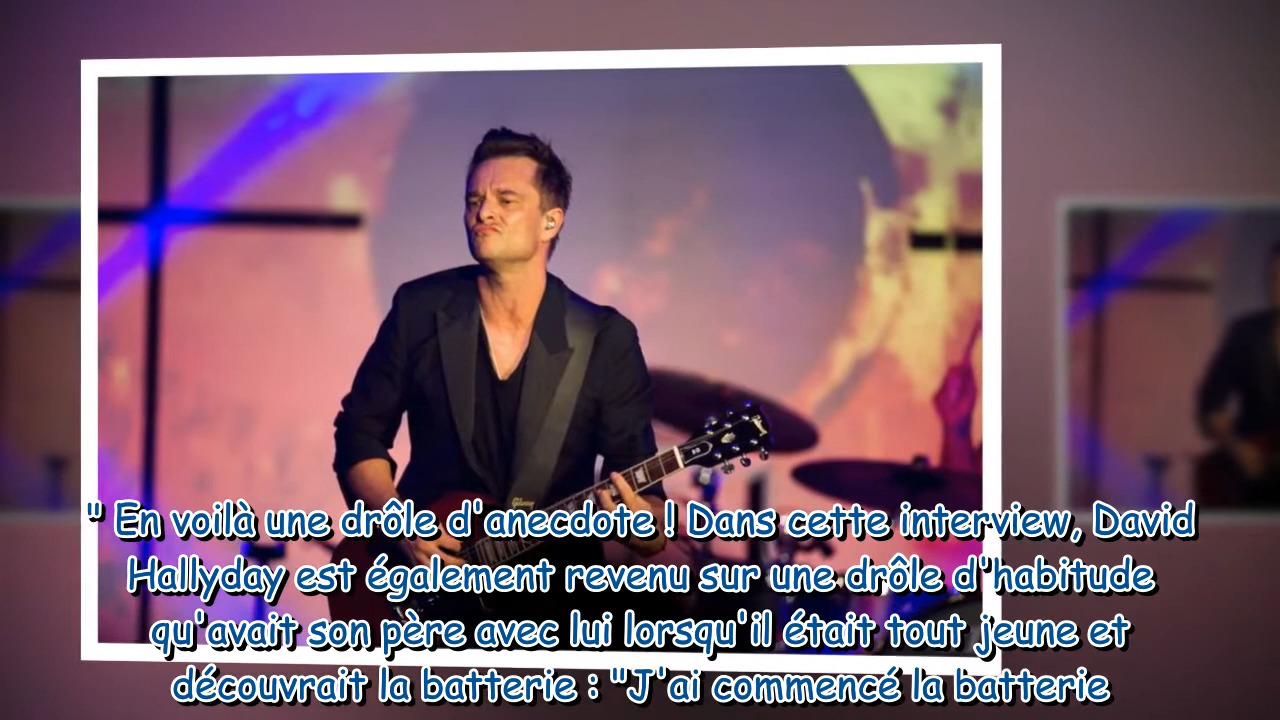 " En voilà une drôle d'anecdote ! Dans cette interview, David
Hallyday est également revenu sur une drôle d'habitude
qu'avait son père avec lui lorsqu'il était tout jeune et
découvrait la batterie : "J'ai commencé la batterie